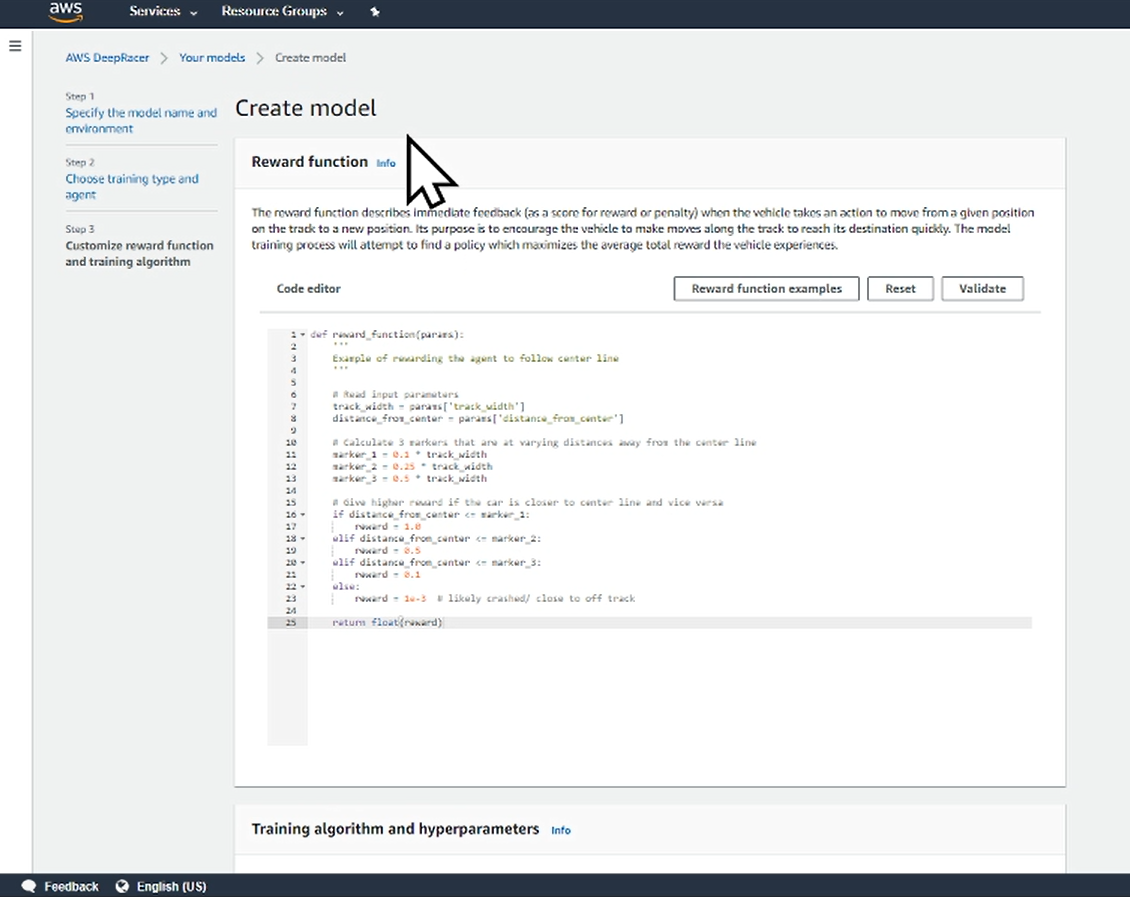 aws
Services
Resource Groups
AWS DeepRacer
Your models
Create model
Step 1
Specify the model name and
environment
Step 2
Choose training type and
agent
Step 3
Customize reward function
and training algorithm
Create model
Reward function Info
The reward function describes immediate feedback (as a score for reward or penalty) when the vehicle takes an action to move from a given position
on the track to a new position. Its purpose is to encourage the vehicle to make moves along the track to reach its destination quickly. The model
training process will attempt to find a policy which maximizes the average total reward the vehicle experiences.
Code editor
Reward function examples
Reset
Validate
1 def reward_function(params):
2 '''
3 Example of rewarding the agent to follow center line
4 '''
5
6 # Read input parameters
7 track_width = params['track_width']
8 distance_from_center = params['distance_from_center']
9
10 # Calculate 3 markers that are at varying distances away from the center line
11 marker_1 = 0.1 * track_width
12 marker_2 = 0.25 * track_width
13 marker_3 = 0.5 * track_width
14
15 # Give higher reward if the car is closer to center line and vice versa
16 if distance_from_center <= marker_1:
17 reward = 1.0
18 elif distance_from_center <= marker_2:
19 reward = 0.5
20 elif distance_from_center <= marker_3:
21 reward = 0.1
22 else:
23 reward = 1e-3 # likely crashed/ close to off track
24
25 return float(reward)
Training algorithm and hyperparameters Info
Feedback
English (US)